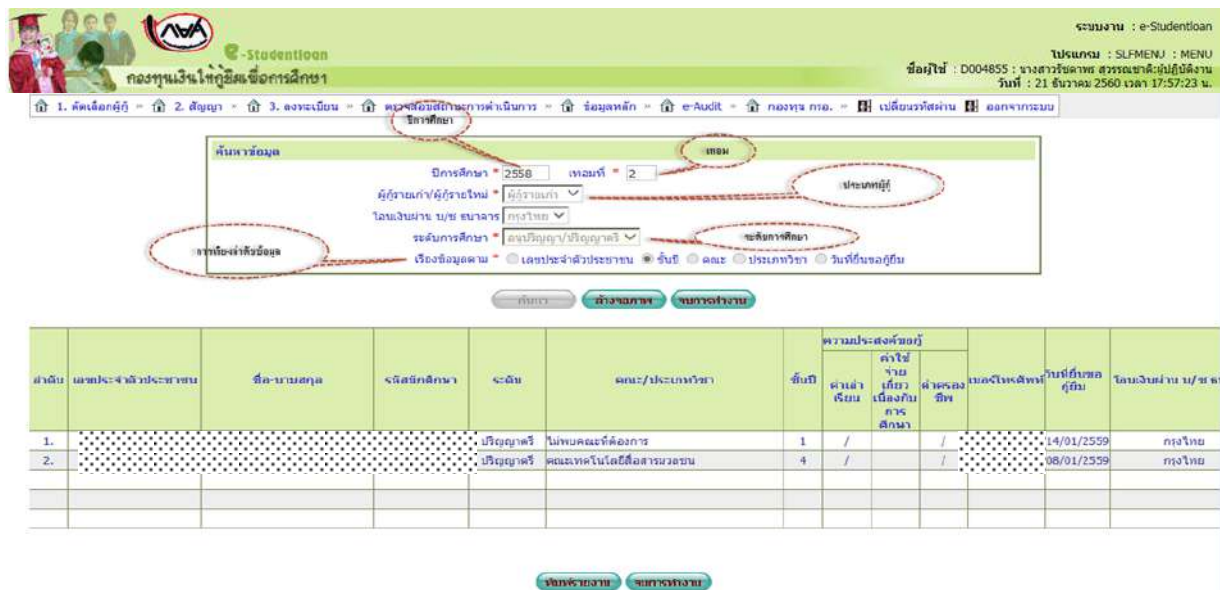 กยศ
ระบบงาน : e-Studentloan
e-Studentloan
โปรแกรม : SLFMENU : MENU
กองทุนเงินให้กู้ยืมเพื่อการศึกษา
ชื่อผู้ใช้ : D004855 : นางสาวรัชดาพร สุวรรณชาติ:ผู้ปฏิบัติงาน
วันที่ : 21 ธันวาคม 2560 เวลา 17:57:23 น.
1. คัดเลือกผู้กู้ 2. สัญญา 3. ลงทะเบียน ตรวจสอบสถานะการดำเนินการ ข้อมูลหลัก e-Audit กองทุน กรอ. เปลี่ยนรหัสผ่าน ออกจากระบบ
ปีการศึกษา
ค้นหาข้อมูล
เทอม
ปีการศึกษา * 2558 เทอมที่ * 2
ประเภทผู้กู้
ผู้กู้รายเก่า/ผู้กู้รายใหม่ * ผู้กู้รายเก่า
โอนเงินผ่าน บ/ช ธนาคาร กรุงไทย
ระดับการศึกษา * อนุปริญญา/ปริญญาตรี
ระดับการศึกษา
การเรียงลำดับข้อมูล
เรียงข้อมูลตาม * เลขประจำตัวประชาชน ชั้นปี คณะ ประเภทวิชา วันที่ยื่นขอกู้ยืม
ค้นหา ล้างจอภาพ จบการทำงาน
ความประสงค์ขอกู้
ลำดับ เลขประจำตัวประชาชน ชื่อ-นามสกุล รหัสนักศึกษา ระดับ คณะ/ประเภทวิชา ชั้นปี ค่าเล่าเรียน ค่าใช้จ่ายเกี่ยวเนื่องกับการศึกษา ค่าครองชีพ เบอร์โทรศัพท์ วันที่ยื่นขอกู้ยืม โอนเงินผ่าน บ/ช
1. ปริญญาตรี ไม่พบคณะที่ต้องการ 1 / / 14/01/2559 กรุงไทย
2. ปริญญาตรี คณะเทคโนโลยีสื่อสารมวลชน 4 / / 08/01/2559 กรุงไทย
พิมพ์รายงาน จบการทำงาน